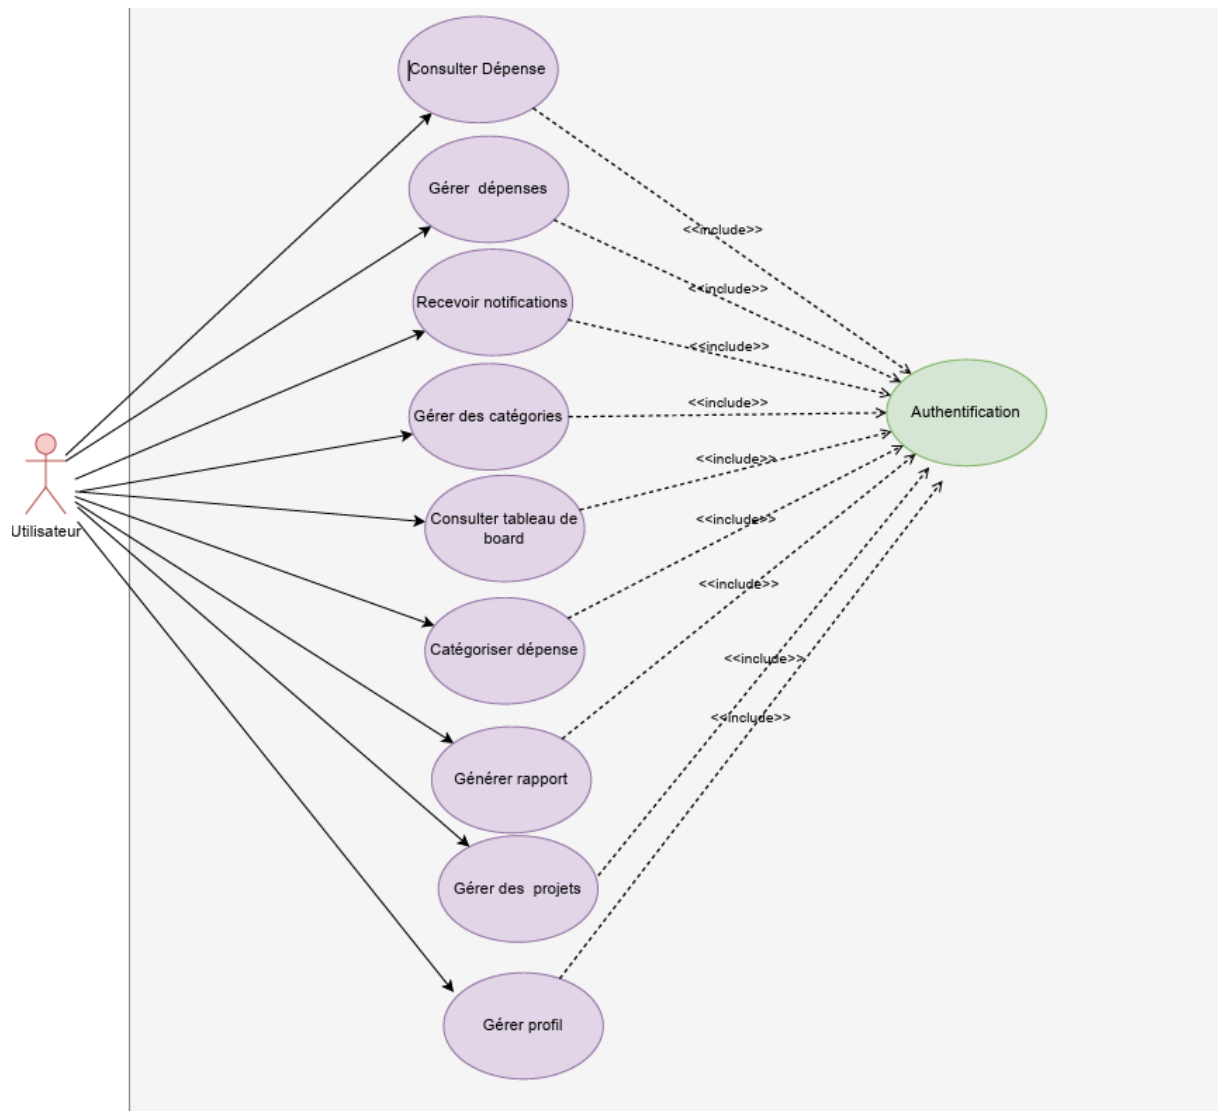 Consulter Dépense
Gérer dépenses
<<include>>
<<include>>
Recevoir notifications
<<include>>
Gérer des catégories
<<include>>
Authentification
<<include>>
Consulter tableau de
board
Utilisateur
<<include>>
<<include>>
Catégoriser dépense
<<include>>
<<include>>
Générer rapport
Gérer des projets
Gérer profil